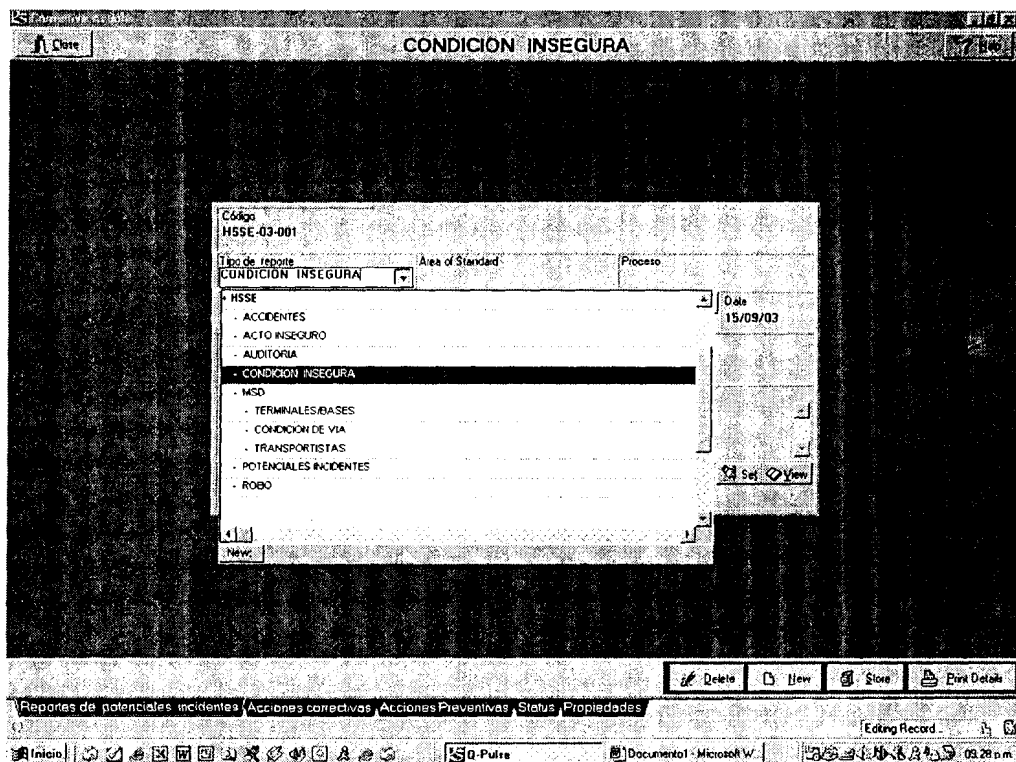 Close
CONDICION INSEGURA
Código
HSSE-03-001
Tipo de reporte
Area of Standard
Proceso
CONDICION INSEGURA
HSSE
Date
- ACCIDENTES
15/09/03
- ACTO INSEGURO
- AUDITORIA
- CONDICION INSEGURA
- MSD
- TERMINALES/BASES
- CONDICION DE VIA
- TRANSPORTISTAS
- POTENCIALES INCIDENTES
- ROBO
View
New
Delete
New
Store
Print Details
Reportes de potenciales incidentes
Acciones correctivas
Acciones Preventivas
Status
Propiedades
Editing Record
Inicio
Q-Pulse
Documento1 - Microsoft W...
09:28 p.m.